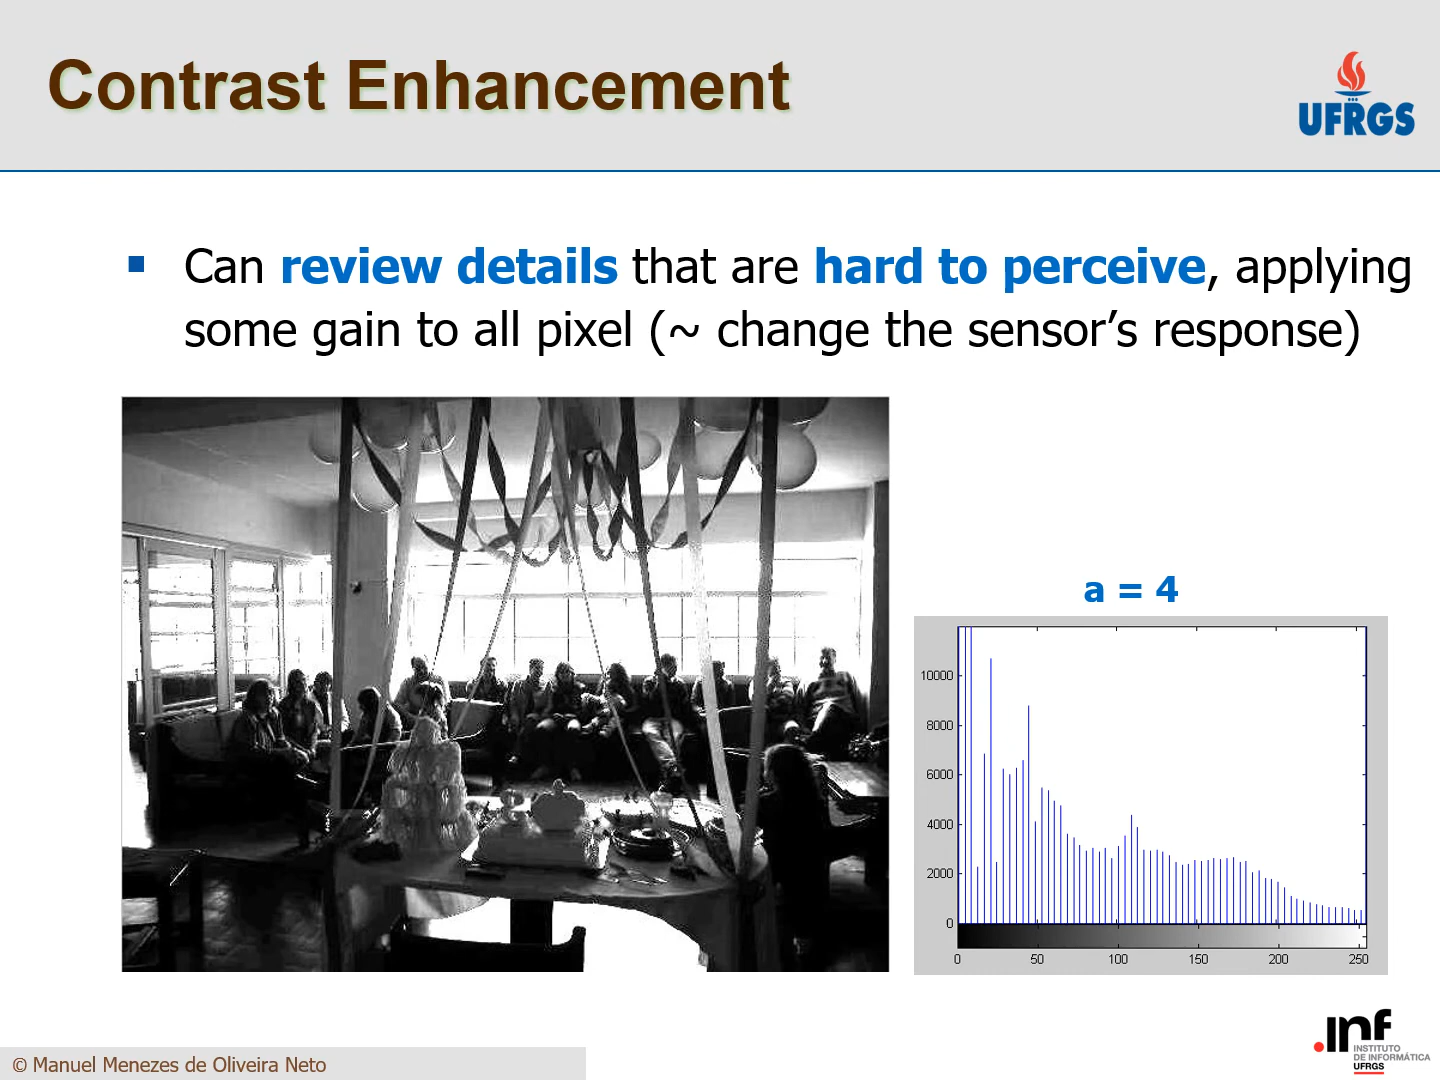 Contrast Enhancement
UFRGS
▪ Can review details that are hard to perceive, applying
some gain to all pixel (~ change the sensor’s response)
a = 4
10000
8000
6000
4000
2000
0
0 50 100 150 200 250
.inf
INSTITUTO
DE INFORMÁTICA
UFRGS
© Manuel Menezes de Oliveira Neto